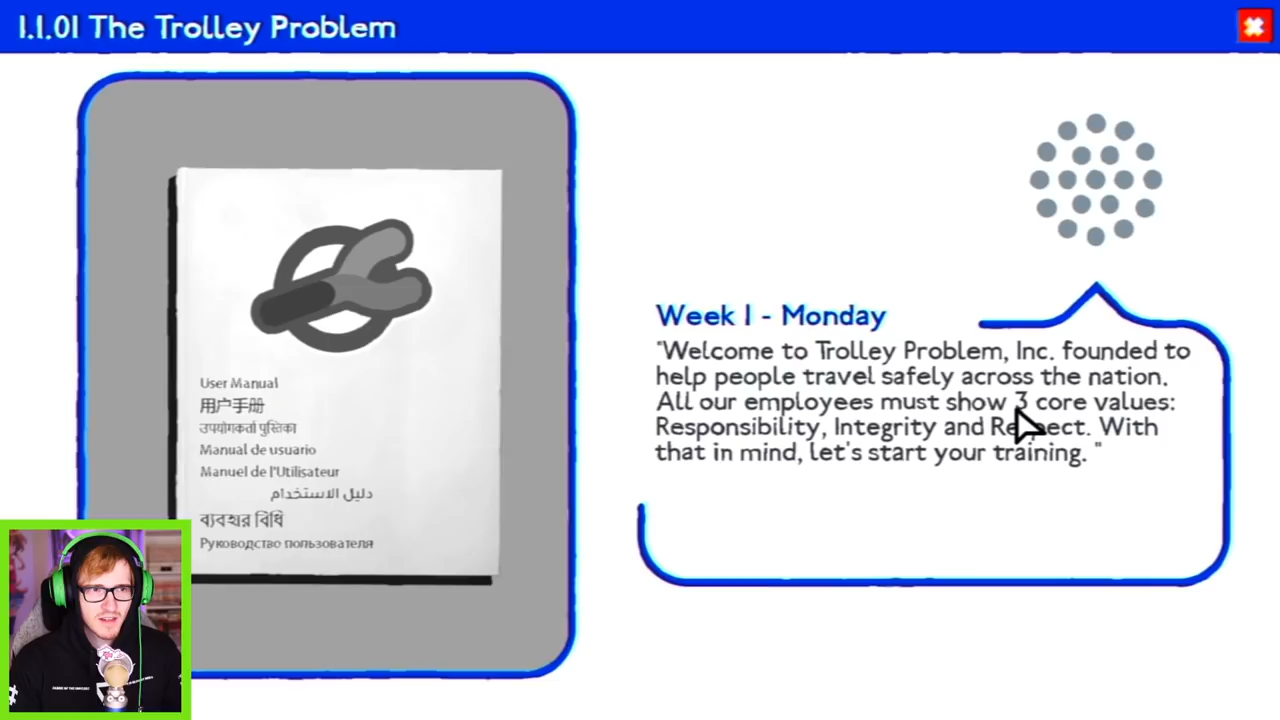 1.1.01 The Trolley Problem
User Manual
用户手册
उपयोगकर्ता पुस्तिका
Manual de usuario
Manuel de l'Utilisateur
دليل الاستخدام
ব্যবহার বিধি
Руководство пользователя
Week 1 - Monday
"Welcome to Trolley Problem, Inc. founded to
help people travel safely across the nation.
All our employees must show 3 core values:
Responsibility, Integrity and Respect. With
that in mind, let's start your training. "